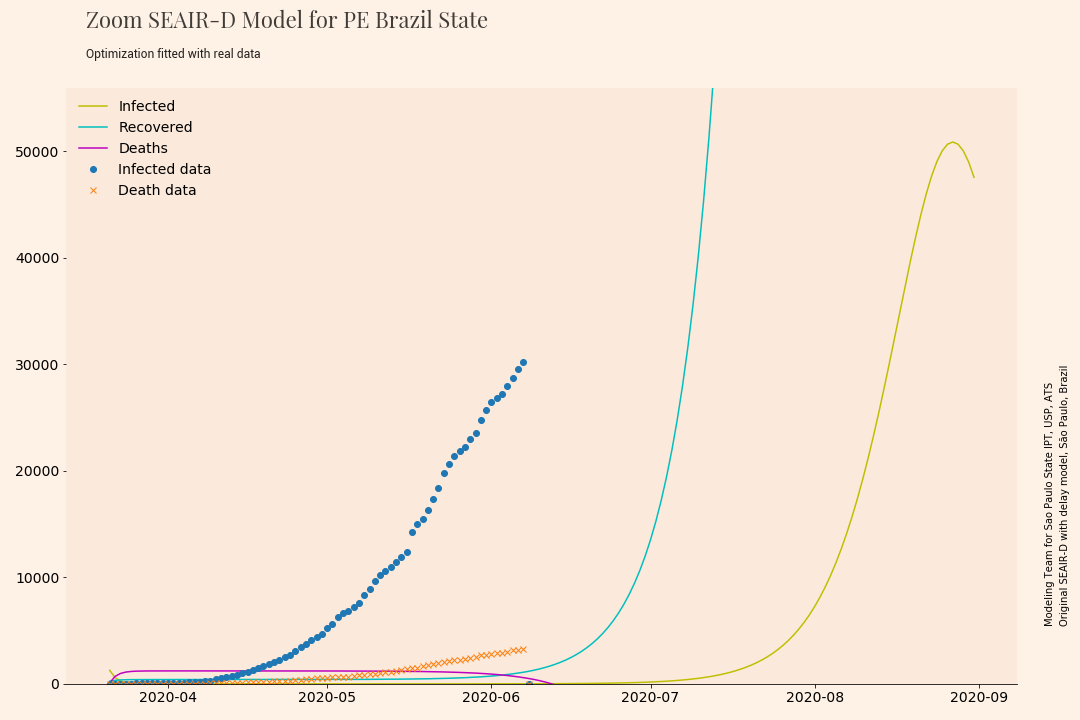 Zoom SEAIR-D Model for PE Brazil State
Optimization fitted with real data
Infected
Recovered
Deaths
Infected data
Death data
50000
40000
30000
20000
10000
0
2020-04
2020-05
2020-06
2020-07
2020-08
2020-09
Modeling Team for Sao Paulo State IPT, USP, ATS
Original SEAIR-D with delay model, São Paulo, Brazil